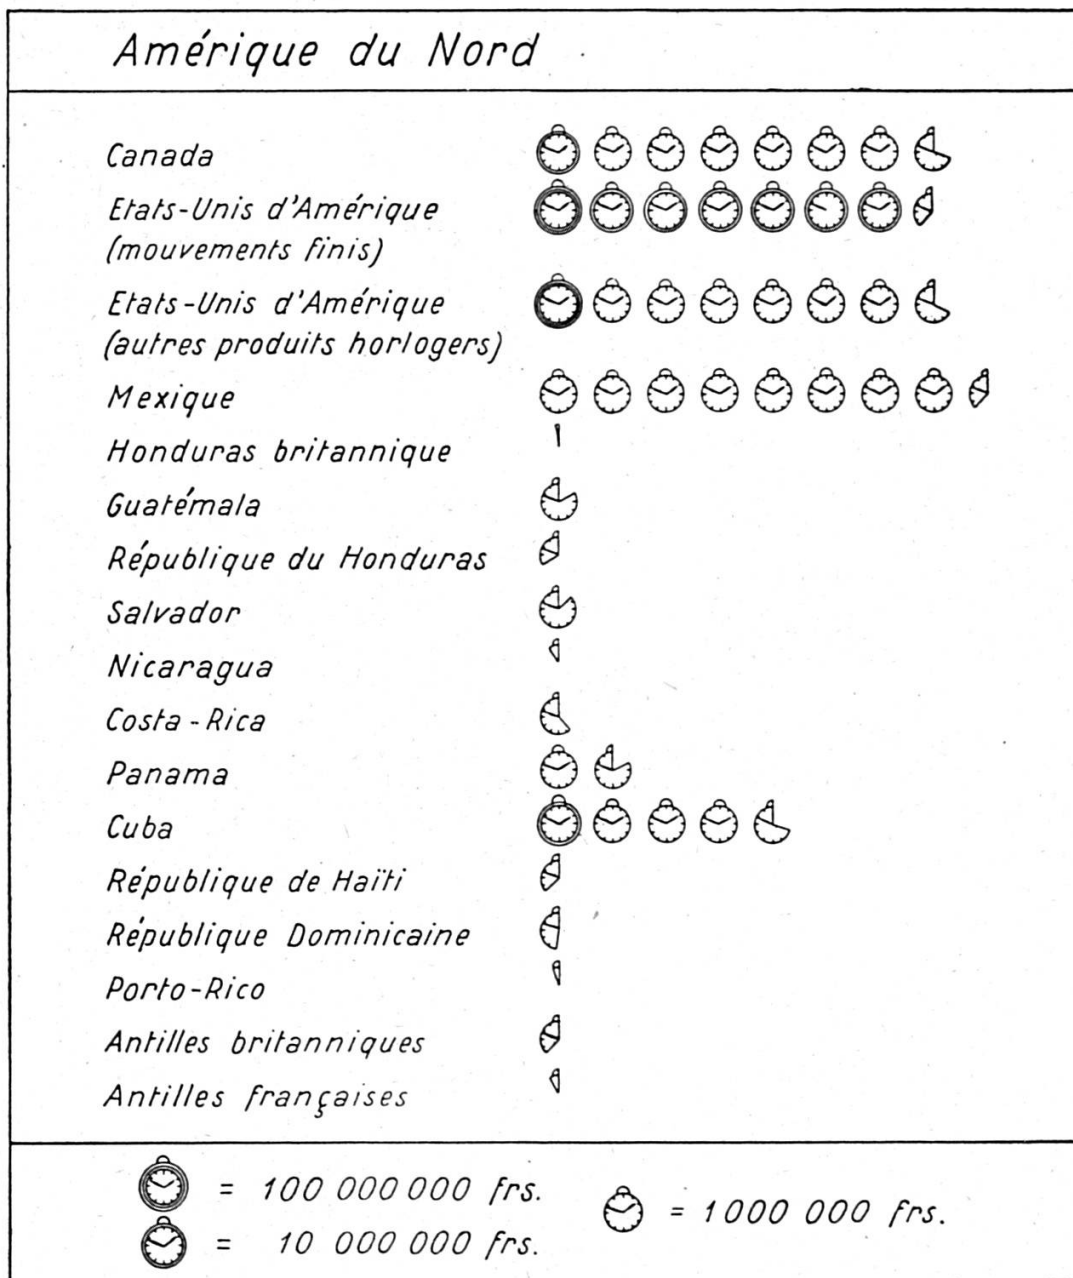 Amérique du Nord
Canada
Etats-Unis d'Amérique
(mouvements finis)
Etats-Unis d'Amérique
(autres produits horlogers)
Mexique
Honduras britannique
Guatémala
République du Honduras
Salvador
Nicaragua
Costa-Rica
Panama
Cuba
République de Haïti
République Dominicaine
Porto-Rico
Antilles britanniques
Antilles françaises
= 100 000 000 frs.
= 10 000 000 frs.
= 1 000 000 frs.